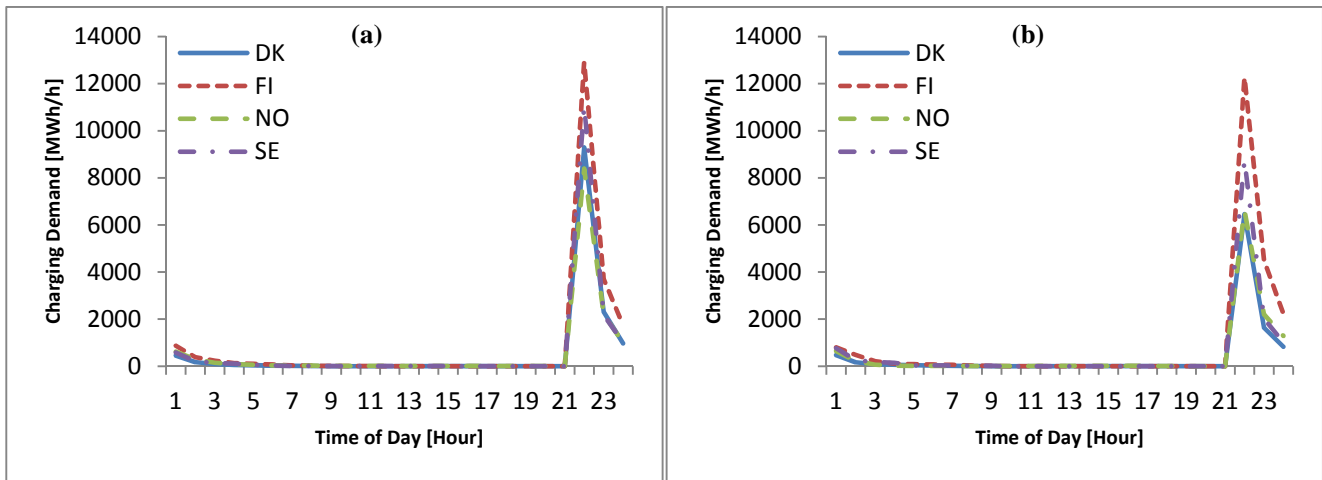 (a)
14000
12000
10000
8000
6000
4000
2000
0
Charging Demand [MWh/h]
DK
FI
NO
SE
1 3 5 7 9 11 13 15 17 19 21 23
Time of Day [Hour]
(b)
14000
12000
10000
8000
6000
4000
2000
0
Charging Demand [MWh/h]
DK
FI
NO
SE
1 3 5 7 9 11 13 15 17 19 21 23
Time of Day [Hour]